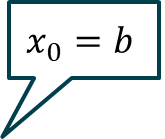 x₀ = b